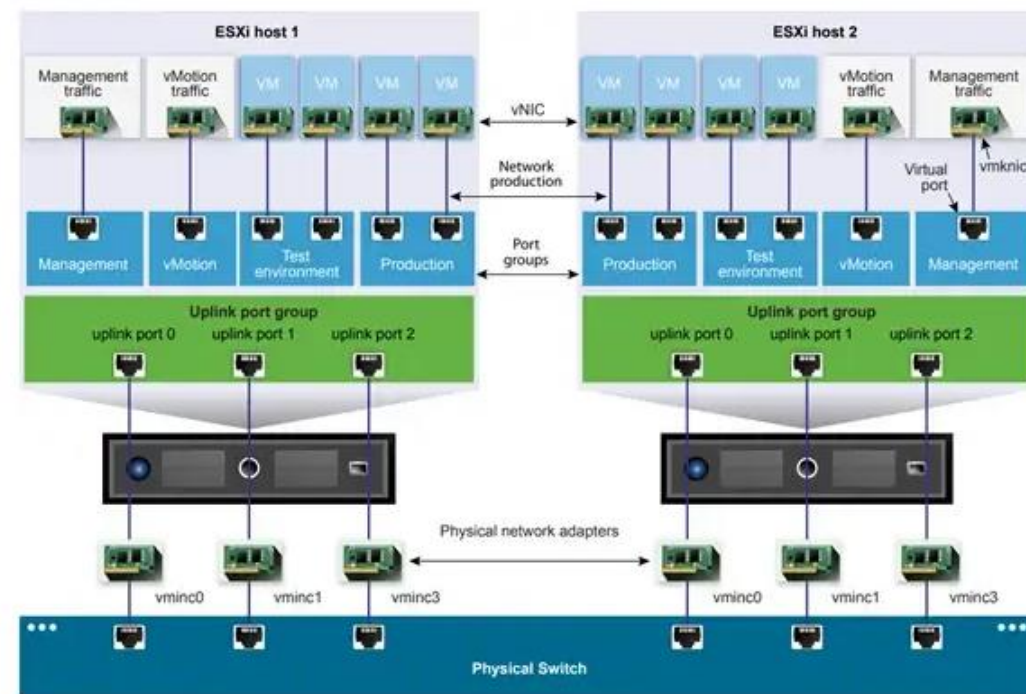 ESXi host 1
ESXi host 2
Management
traffic
vMotion
traffic
VM
VM
VM
VM
vNIC
VM
VM
VM
VM
vMotion
traffic
Management
traffic
Network
production
Virtual
port
vmknic
Management
vMotion
Test
environment
Production
Port
groups
Production
Test
environment
vMotion
Management
Uplink port group
uplink port 0
uplink port 1
uplink port 2
Uplink port group
uplink port 0
uplink port 1
uplink port 2
Physical network adapters
vminc0
vminc1
vminc3
vminc0
vminc1
vminc3
Physical Switch